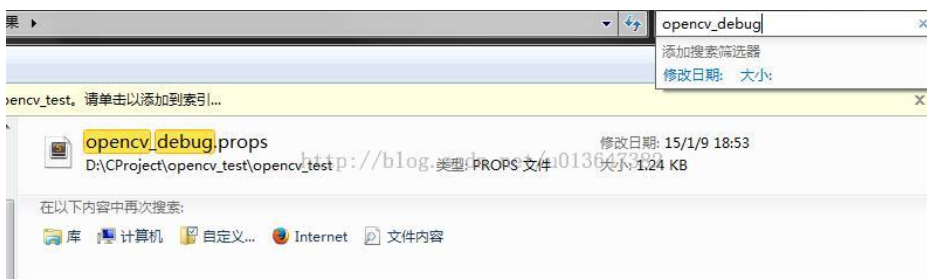 果
opencv_debug
添加搜索筛选器
修改日期: 大小:
pencv_test。请单击以添加到索引...
opencv_debug.props
修改日期: 15/1/9 18:53
D:\CProject\opencv_test\opencv_test
类型: PROPS 文件
大小: 1.24 KB
在以下内容中再次搜索:
库 计算机 自定义... Internet 文件内容